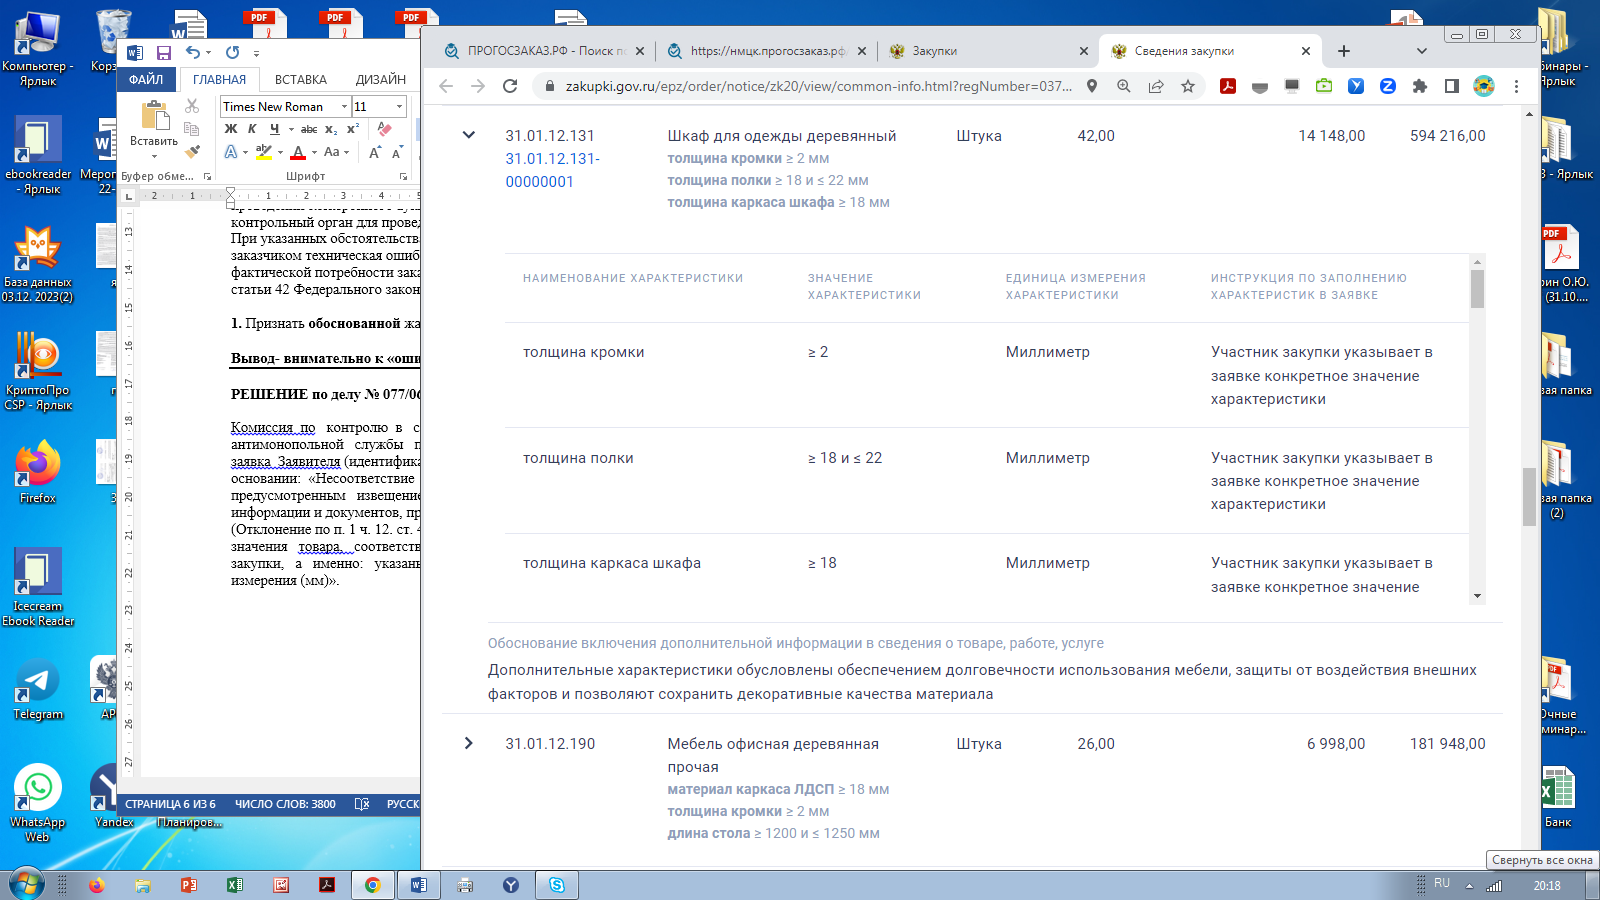 Компьютер - Ярлык
ebookreader - Ярлык
База данных 03.12. 2023(2)
КриптоПро CSP - Ярлык
Firefox
Icecream Ebook Reader
Telegram
WhatsApp Web
Yandex
ФАЙЛ
ГЛАВНАЯ
ВСТАВКА
ДИЗАЙН
Times New Roman
11
Вставить
Ж К Ч abc x₂ x²
Буфер обме...
Шрифт
контрольный орган для провед
При указанных обстоятельства
заказчиком техническая ошиб
фактической потребности зака
статьи 42 Федерального закон
1. Признать обоснованной жа
Вывод- внимательно к «оши
РЕШЕНИЕ по делу № 077/06
Комиссия по контролю в с
антимонопольной службы п
заявка Заявителя (идентифика
основании: «Несоответствие
предусмотренным извещение
информации и документов, пр
(Отклонение по п. 1 ч. 12. ст. 4
значения товара, соответств
закупки, а именно: указань
измерения (мм)».
СТРАНИЦА 6 ИЗ 6
ЧИСЛО СЛОВ: 3800
РУССК
Планиров...
ПРОГОСЗАКАЗ.РФ - Поиск по
https://нмцк.прогосзаказ.рф
Закупки
Сведения закупки
zakupki.gov.ru/epz/order/notice/zk20/view/common-info.html?regNumber=037...
31.01.12.131
31.01.12.131-
00000001
Шкаф для одежды деревянный
толщина кромки ≥ 2 мм
толщина полки ≥ 18 и ≤ 22 мм
толщина каркаса шкафа ≥ 18 мм
Штука
42,00
14 148,00
594 216,00
НАИМЕНОВАНИЕ ХАРАКТЕРИСТИКИ
ЗНАЧЕНИЕ ХАРАКТЕРИСТИКИ
ЕДИНИЦА ИЗМЕРЕНИЯ ХАРАКТЕРИСТИКИ
ИНСТРУКЦИЯ ПО ЗАПОЛНЕНИЮ ХАРАКТЕРИСТИК В ЗАЯВКЕ
толщина кромки
≥ 2
Миллиметр
Участник закупки указывает в
заявке конкретное значение
характеристики
толщина полки
≥ 18 и ≤ 22
Миллиметр
Участник закупки указывает в
заявке конкретное значение
характеристики
толщина каркаса шкафа
≥ 18
Миллиметр
Участник закупки указывает в
заявке конкретное значение
Обоснование включения дополнительной информации в сведения о товаре, работе, услуге
Дополнительные характеристики обусловлены обеспечением долговечности использования мебели, защиты от воздействия внешних
факторов и позволяют сохранить декоративные качества материала
31.01.12.190
Мебель офисная деревянная
прочая
материал каркаса ЛДСП ≥ 18 мм
толщина кромки ≥ 2 мм
длина стола ≥ 1200 и ≤ 1250 мм
Штука
26,00
6 998,00
181 948,00
Банк
Свернуть все окна
RU
20:18